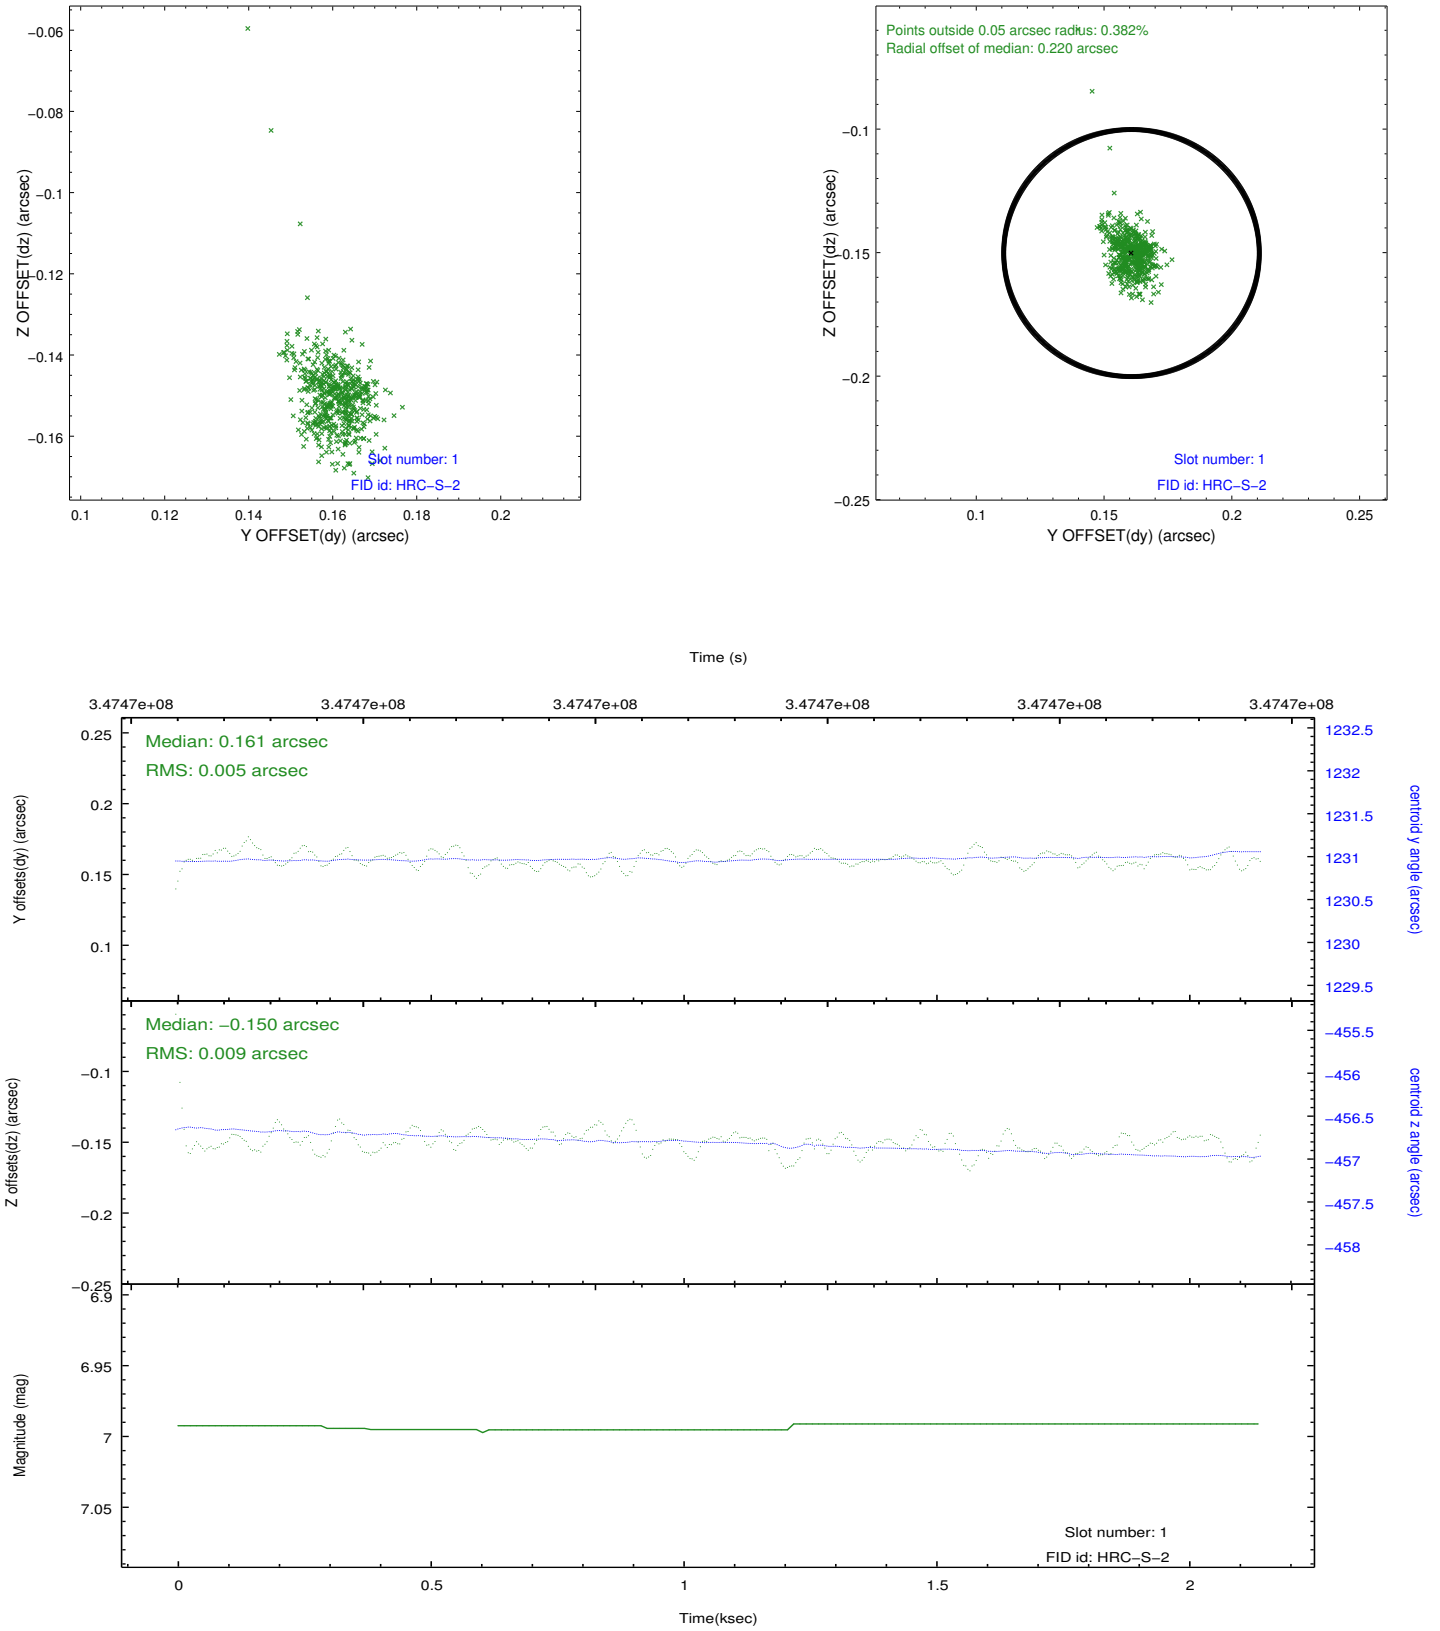 −0.06
−0.08
−0.1
−0.12
−0.14
−0.16
Z OFFSET(dz) (arcsec)
Slot number: 1
FID id: HRC−S−2
0.1
0.12
0.14
0.16
0.18
0.2
Y OFFSET(dy) (arcsec)
Points outside 0.05 arcsec radius: 0.382%
Radial offset of median: 0.220 arcsec
−0.1
−0.15
−0.2
−0.25
Z OFFSET(dz) (arcsec)
Slot number: 1
FID id: HRC−S−2
0.1
0.15
0.2
0.25
Y OFFSET(dy) (arcsec)
Time (s)
3.4747e+08
3.4747e+08
3.4747e+08
3.4747e+08
3.4747e+08
3.4747e+08
Median: 0.161 arcsec
RMS: 0.005 arcsec
0.25
0.2
0.15
0.1
Y offsets(dy) (arcsec)
1232.5
1232
1231.5
1231
1230.5
1230
1229.5
centroid y angle (arcsec)
Median: −0.150 arcsec
RMS: 0.009 arcsec
−0.1
−0.15
−0.2
−0.25
Z offsets(dz) (arcsec)
−455.5
−456
−456.5
−457
−457.5
−458
centroid z angle (arcsec)
6.9
6.95
7
7.05
Magnitude (mag)
Slot number: 1
FID id: HRC−S−2
0
0.5
1
1.5
2
Time(ksec)